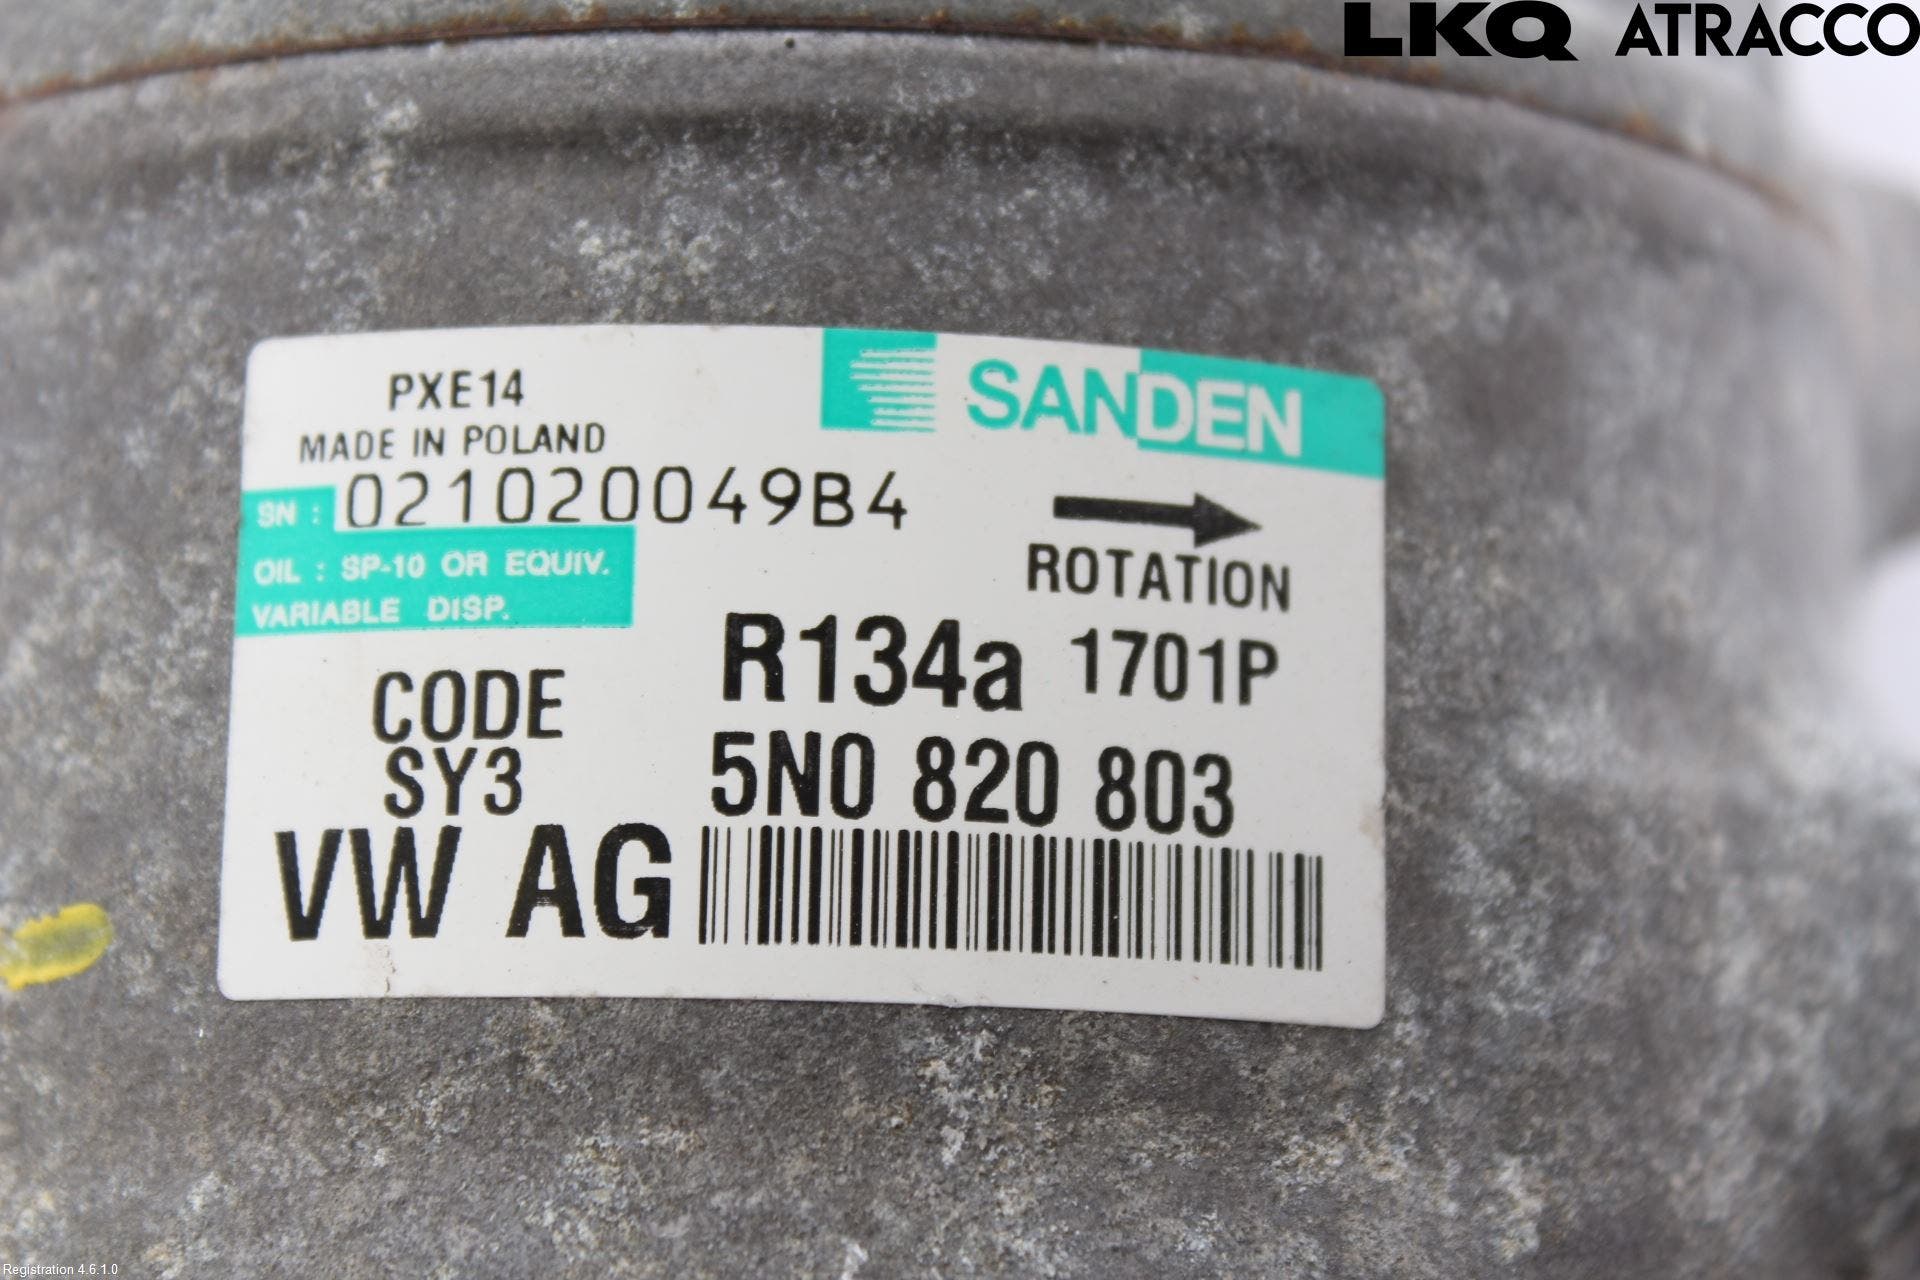 LKQ ATRACCO
PXE14
MADE IN POLAND
SANDEN
SN : 021020049B4
ROTATION
OIL : SP-10 OR EQUIV.
VARIABLE DISP.
R134a 1701P
CODE
SY3
5N0 820 803
VW AG
Registration 4.6.1.0